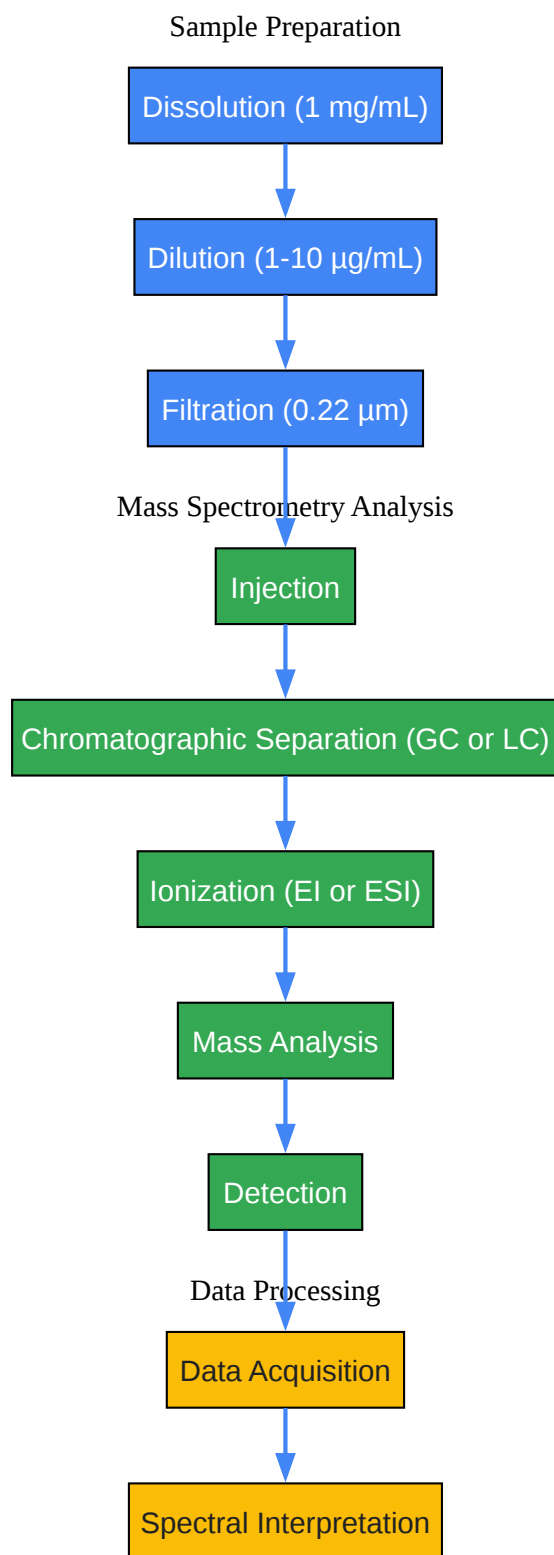 Sample Preparation
Dissolution (1 mg/mL)
Dilution (1-10 µg/mL)
Filtration (0.22 µm)
Mass Spectrometry Analysis
Injection
Chromatographic Separation (GC or LC)
Ionization (EI or ESI)
Mass Analysis
Detection
Data Processing
Data Acquisition
Spectral Interpretation